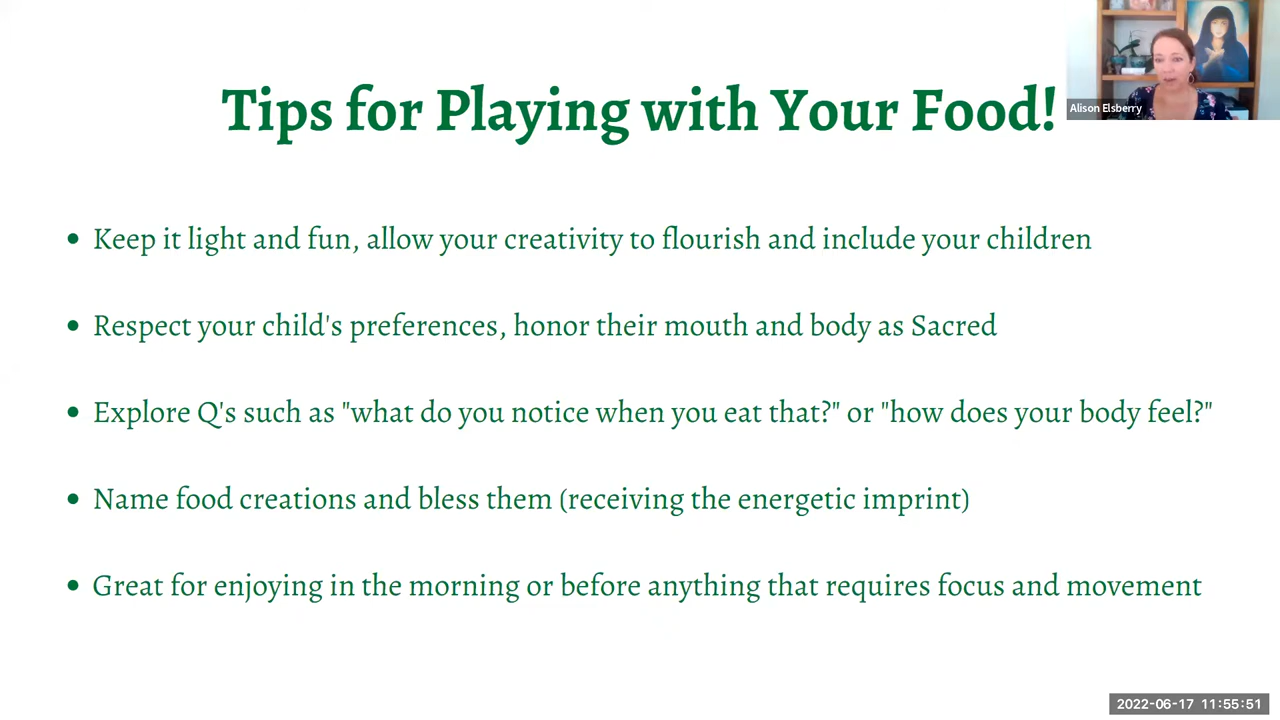 Tips for Playing with Your Food!
Alison Elsberry
• Keep it light and fun, allow your creativity to flourish and include your children
• Respect your child's preferences, honor their mouth and body as Sacred
• Explore Q's such as "what do you notice when you eat that?" or "how does your body feel?"
• Name food creations and bless them (receiving the energetic imprint)
• Great for enjoying in the morning or before anything that requires focus and movement
2022-06-17 11:55:51